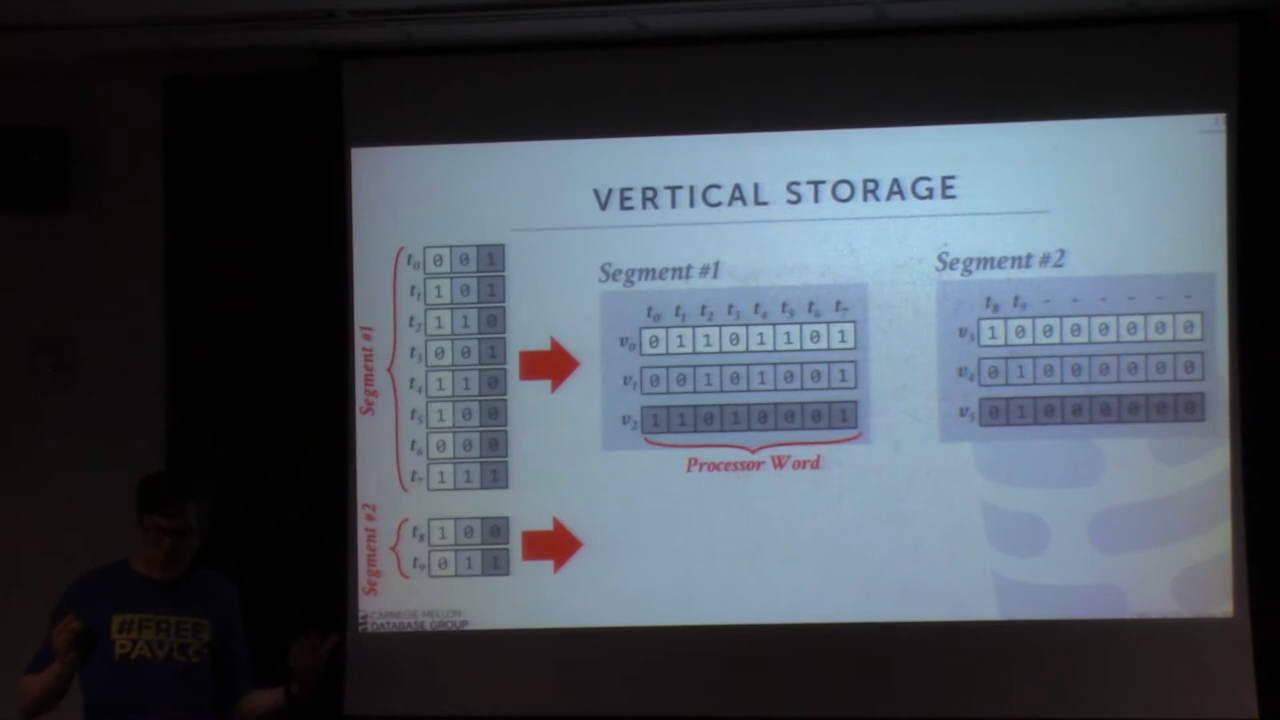 VERTICAL STORAGE
Segment #1
t0 0 0 1
t1 1 0 1
t2 1 1 0
t3 0 0 1
t4 1 1 0
t5 1 0 0
t6 0 0 0
t7 1 1 1
Segment #2
t8 1 0 0
t9 0 1 1
Segment #1
t0 t1 t2 t3 t4 t5 t6 t7
v0 0 1 1 0 1 1 0 1
v1 0 0 1 0 1 0 0 1
v2 1 1 0 1 0 0 0 1
Processor Word
Segment #2
t8 t9 - - - - - -
v3 1 0 0 0 0 0 0 0
v4 0 1 0 0 0 0 0 0
v5 0 1 0 0 0 0 0 0
CARNEGIE MELLON
DATABASE GROUP
#FREE
PAVLO